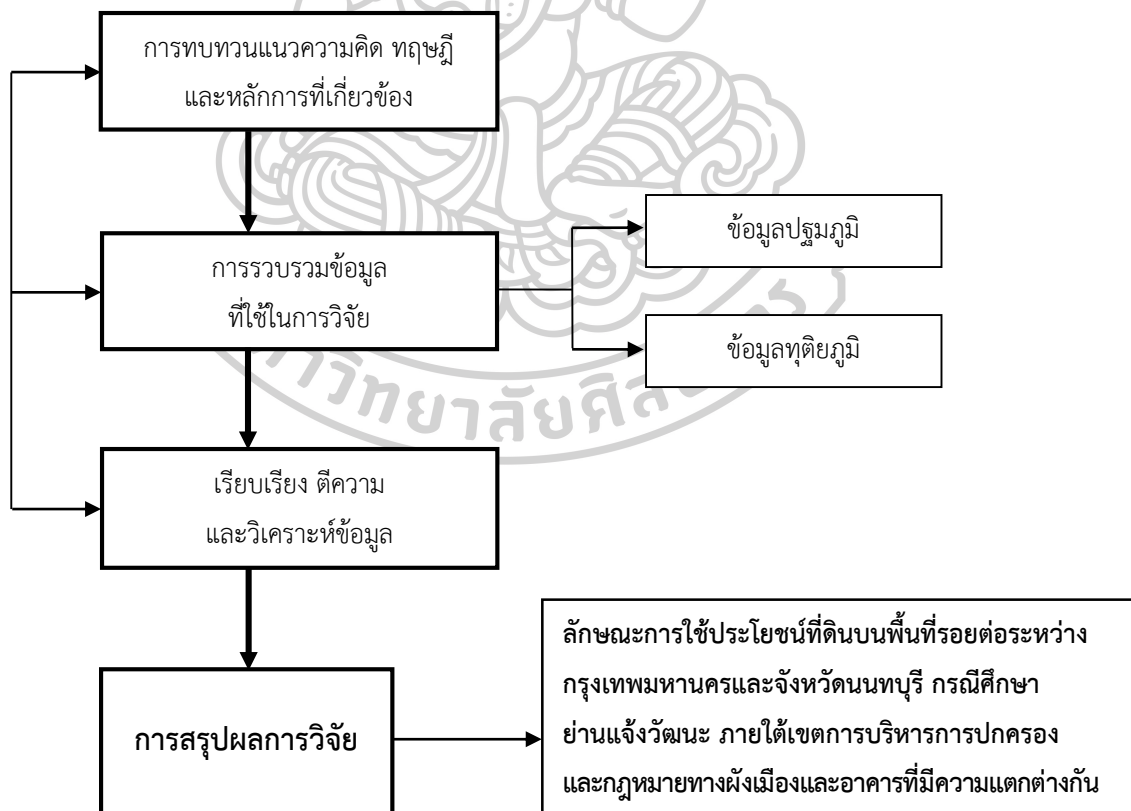 การทบทวนแนวความคิด ทฤษฎี
และหลักการที่เกี่ยวข้อง
การรวบรวมข้อมูล
ที่ใช้ในการวิจัย
ข้อมูลปฐมภูมิ
ข้อมูลทุติยภูมิ
เรียบเรียง ตีความ
และวิเคราะห์ข้อมูล
การสรุปผลการวิจัย
ลักษณะการใช้ประโยชน์ที่ดินบนพื้นที่รอยต่อระหว่าง
กรุงเทพมหานครและจังหวัดนนทบุรี กรณีศึกษา
ย่านแจ้งวัฒนะ ภายใต้เขตการบริหารการปกครอง
และกฎหมายทางผังเมืองและอาคารที่มีความแตกต่างกัน